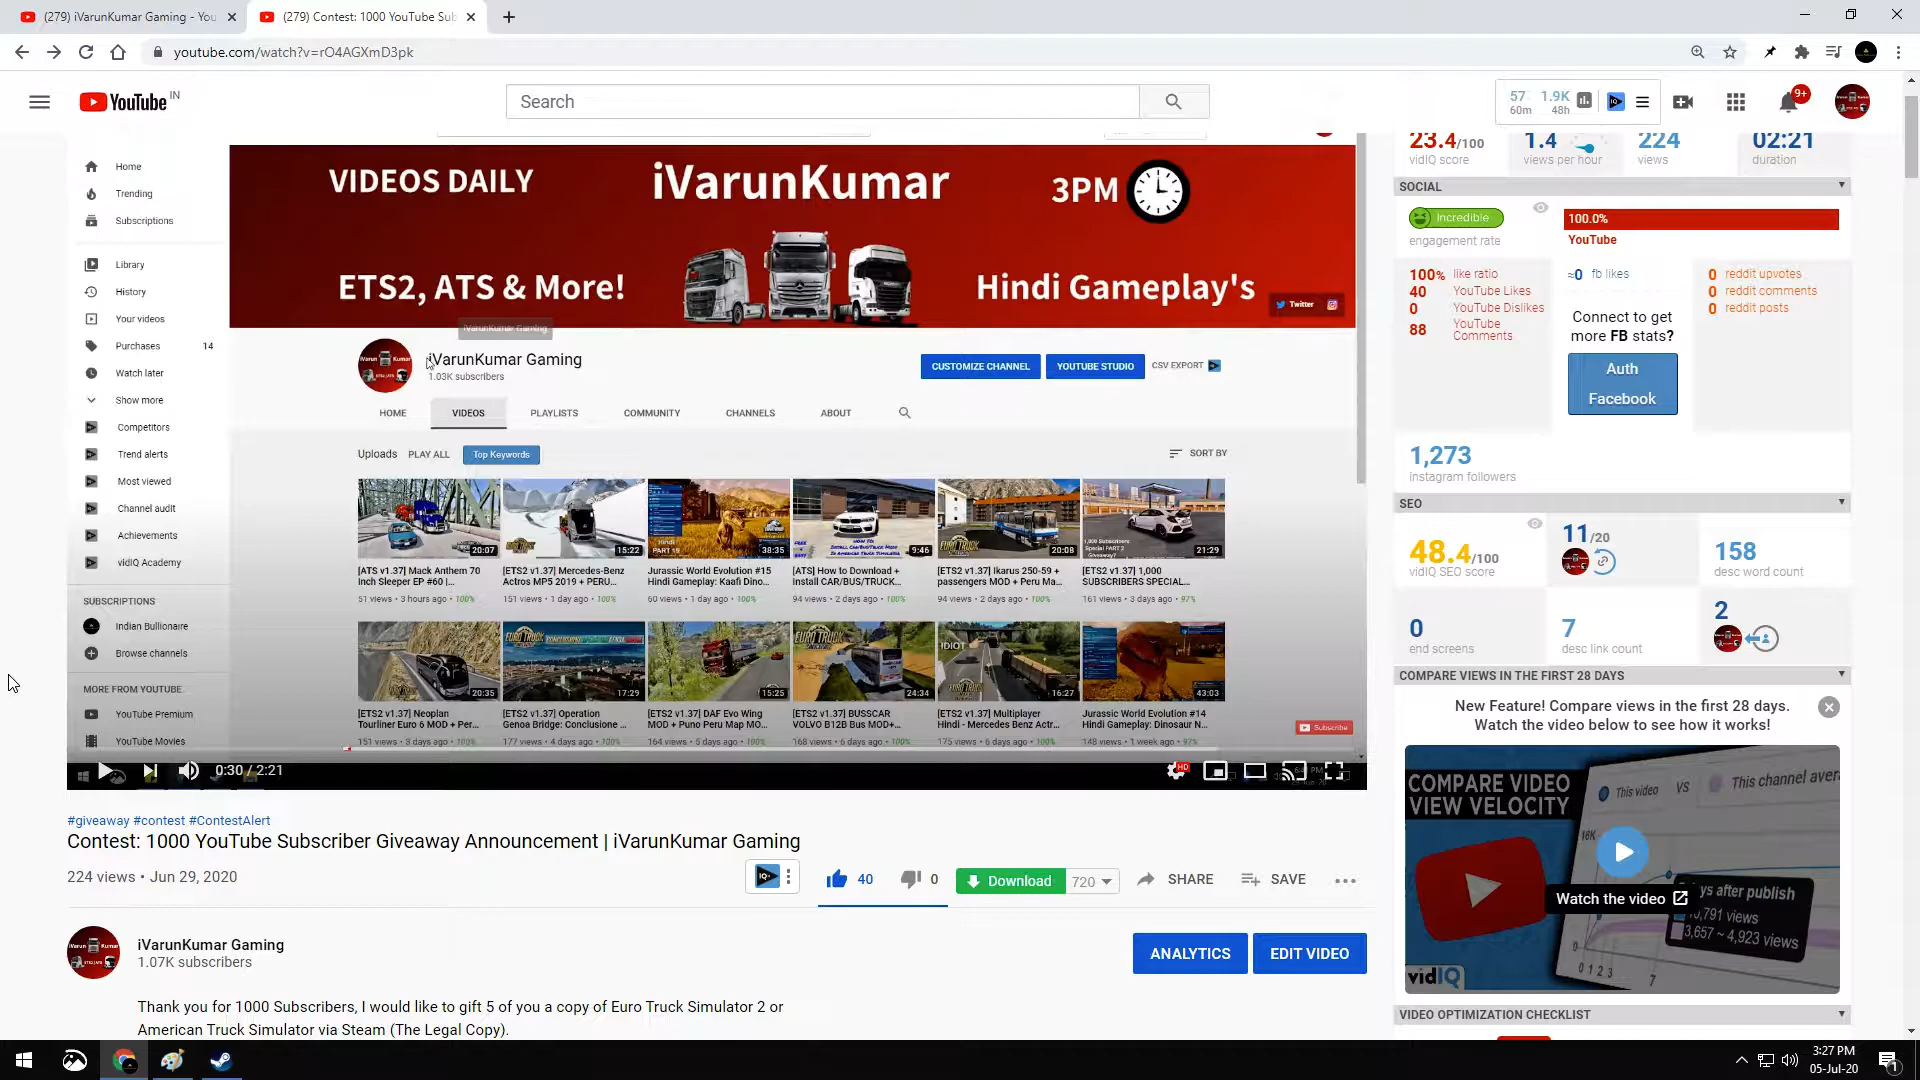 (279) iVarunKumar Gaming - You
(279) Contest: 1000 YouTube Sub
youtube.com/watch?v=rO4AGXmD3pk
YouTube IN
Search
57 60m
1.9K 48h
9+
Home
Trending
Subscriptions
Library
History
Your videos
Purchases 14
Watch later
Show more
Competitors
Trend alerts
Most viewed
Channel audit
Achievements
vidIQ Academy
SUBSCRIPTIONS
Indian Bullionaire
Browse channels
MORE FROM YOUTUBE
YouTube Premium
YouTube Movies
VIDEOS DAILY
iVarunKumar
3PM
ETS2, ATS & More!
Hindi Gameplay's
Twitter
iVarunKumar Gaming
iVarunKumar Gaming
1.03K subscribers
CUSTOMIZE CHANNEL
YOUTUBE STUDIO
CSV EXPORT
HOME VIDEOS PLAYLISTS COMMUNITY CHANNELS ABOUT
Uploads PLAY ALL Top Keywords SORT BY
20:07
[ATS v1.37] Mack Anthem 70
Inch Sleeper EP #60 |...
51 views • 3 hours ago • 100%
15:22
[ETS2 v1.37] Mercedes-Benz
Actros MP5 2019 + PERU...
151 views • 1 day ago • 100%
Hindi
PART 15
38:35
Jurassic World Evolution #15
Hindi Gameplay: Kaafi Dino...
60 views • 1 day ago • 100%
9:46
[ATS] How to Download +
Install CAR/BUS/TRUCK...
94 views • 2 days ago • 100%
20:08
[ETS2 v1.37] Ikarus 250-59 +
passengers MOD + Peru Ma...
94 views • 2 days ago • 100%
1,000 Subscribers
Special PART 2
Giveaway?
21:29
[ETS2 v1.37] 1,000
SUBSCRIBERS SPECIAL...
161 views • 3 days ago • 97%
20:35
[ETS2 v1.37] Neoplan
Tourliner Euro 6 MOD + Per...
151 views • 3 days ago • 100%
17:29
[ETS2 v1.37] Operation
Genoa Bridge: Conclusione ...
177 views • 4 days ago • 100%
15:25
[ETS2 v1.37] DAF Evo Wing
MOD + Puno Peru Map MO...
164 views • 5 days ago • 100%
EURO TRUCK
24:34
[ETS2 v1.37] BUSSCAR
VOLVO B12B Bus MOD+...
168 views • 6 days ago • 100%
IDIOT
16:27
[ETS2 v1.37] Multiplayer
Hindi - Mercedes Benz Actr...
175 views • 6 days ago • 100%
43:03
Jurassic World Evolution #14
Hindi Gameplay: Dinosaur N...
148 views • 1 week ago • 97%
Subscribe
0:30 / 2:21
HD
#giveaway #contest #ContestAlert
Contest: 1000 YouTube Subscriber Giveaway Announcement | iVarunKumar Gaming
224 views • Jun 29, 2020
40
0
Download 720
SHARE
SAVE
iVarunKumar Gaming
1.07K subscribers
ANALYTICS
EDIT VIDEO
Thank you for 1000 Subscribers, I would like to gift 5 of you a copy of Euro Truck Simulator 2 or
American Truck Simulator via Steam (The Legal Copy).
23.4/100
vidIQ score
1.4
views per hour
224
views
02:21
duration
SOCIAL
Incredible
engagement rate
100.0%
YouTube
100% like ratio
40 YouTube Likes
0 YouTube Dislikes
88 YouTube Comments
≈0 fb likes
Connect to get
more FB stats?
Auth
Facebook
0 reddit upvotes
0 reddit comments
0 reddit posts
1,273
instagram followers
SEO
48.4/100
vidIQ SEO score
11/20
158
desc word count
0
end screens
7
desc link count
2
COMPARE VIEWS IN THE FIRST 28 DAYS
New Feature! Compare views in the first 28 days.
Watch the video below to see how it works!
COMPARE VIDEO
VIEW VELOCITY
This video VS This channel avera
16K
Watch the video
ys after publish
10,791 views
3,657 ~ 4,923 views
0 1 2 3 7
vidIQ
VIDEO OPTIMIZATION CHECKLIST
3:27 PM
05-Jul-20
1